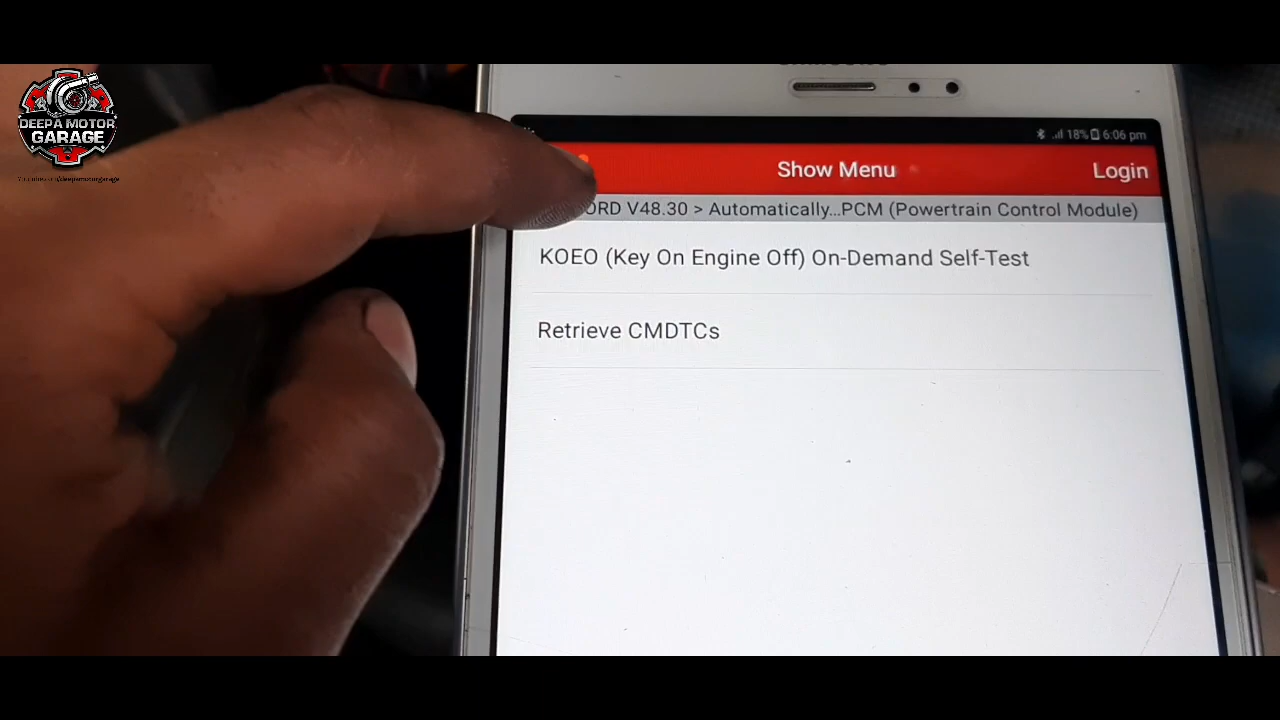 DEEPA MOTOR
GARAGE
18% 6:06 pm
Show Menu
Login
ORD V48.30 > Automatically...PCM (Powertrain Control Module)
KOEO (Key On Engine Off) On-Demand Self-Test
Retrieve CMDTCs